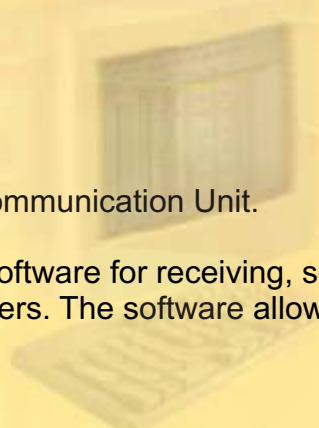 ommunication Unit.
oftware for receiving, s
ers. The software allow